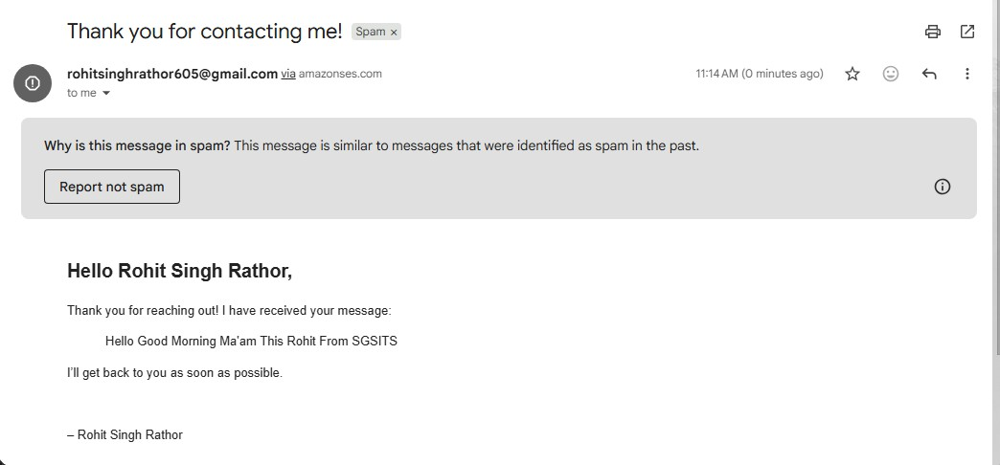 Thank you for contacting me! Spam ×
rohitsinghrathor605@gmail.com via amazonses.com 11:14 AM (0 minutes ago)
to me
Why is this message in spam? This message is similar to messages that were identified as spam in the past.
Report not spam
Hello Rohit Singh Rathor,
Thank you for reaching out! I have received your message:
Hello Good Morning Ma'am This Rohit From SGSITS
I'll get back to you as soon as possible.
– Rohit Singh Rathor